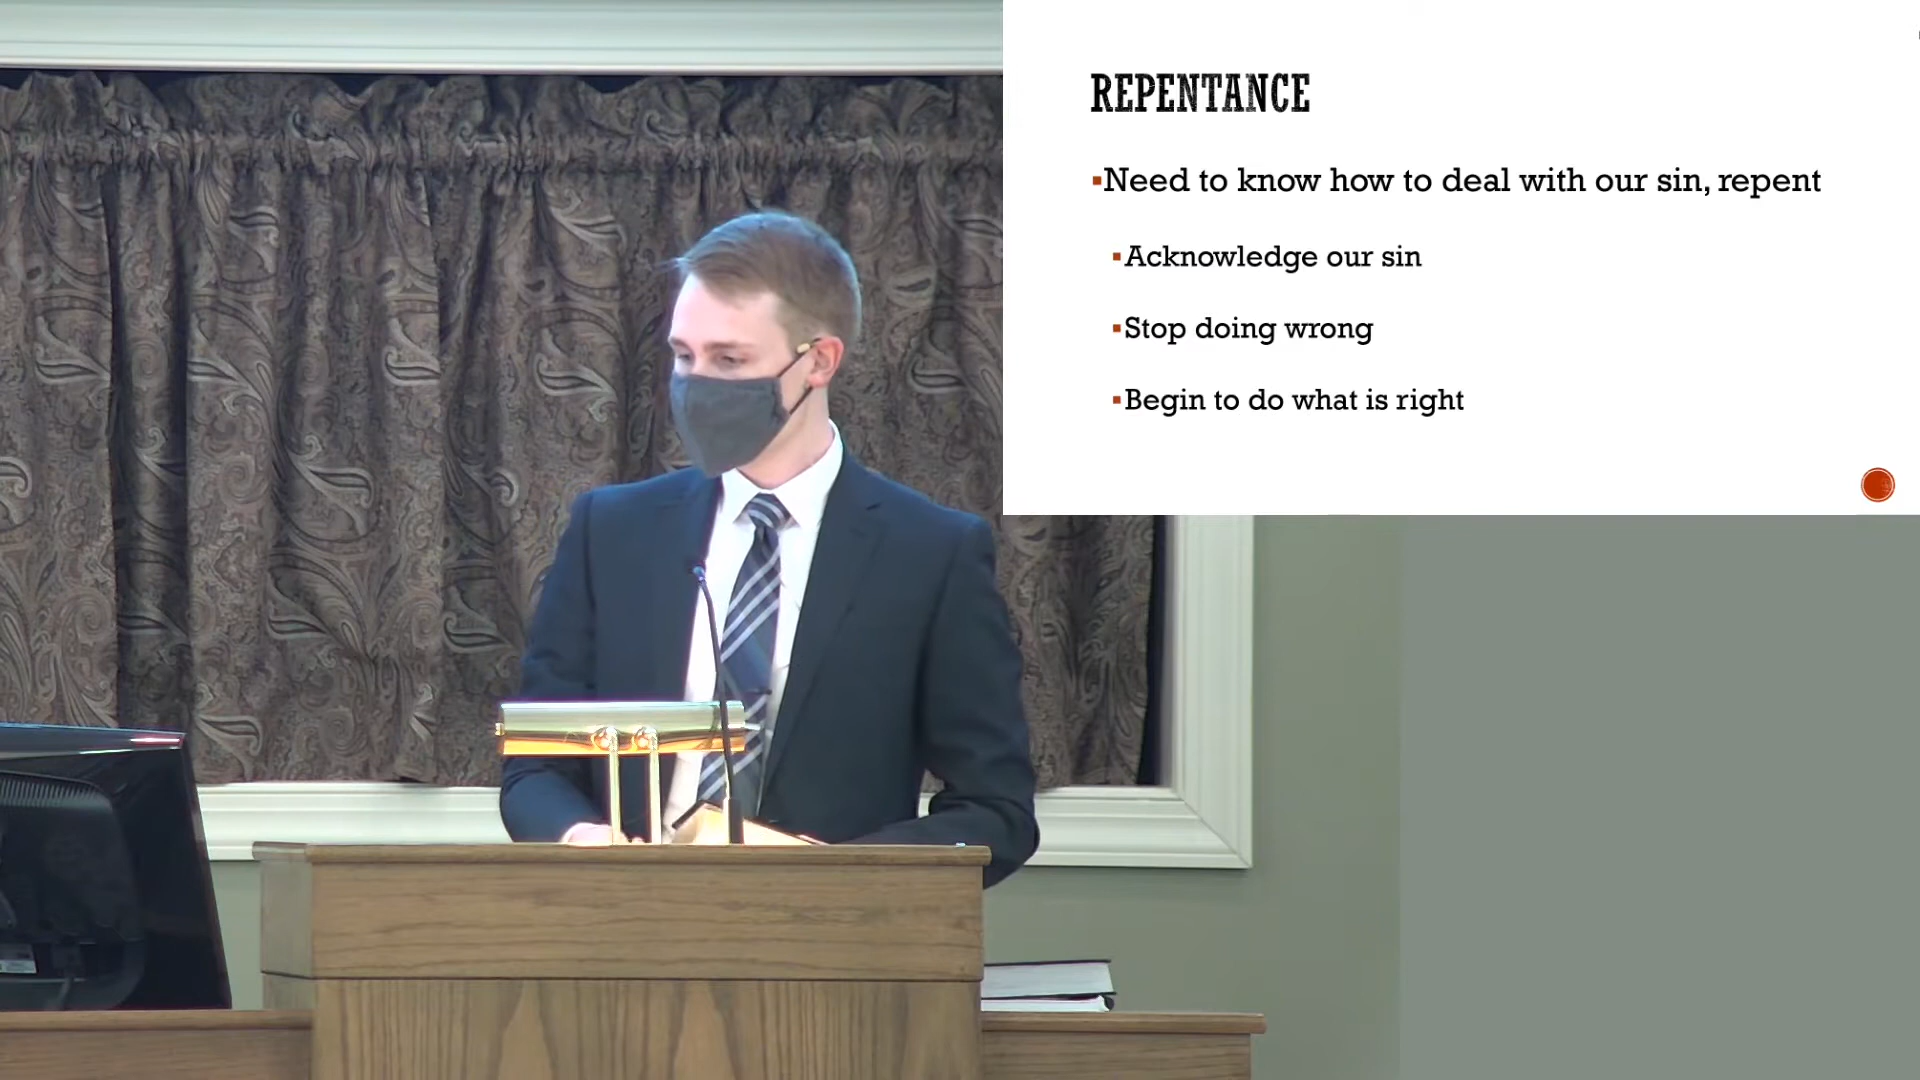 REPENTANCE
Need to know how to deal with our sin, repent
Acknowledge our sin
Stop doing wrong
Begin to do what is right